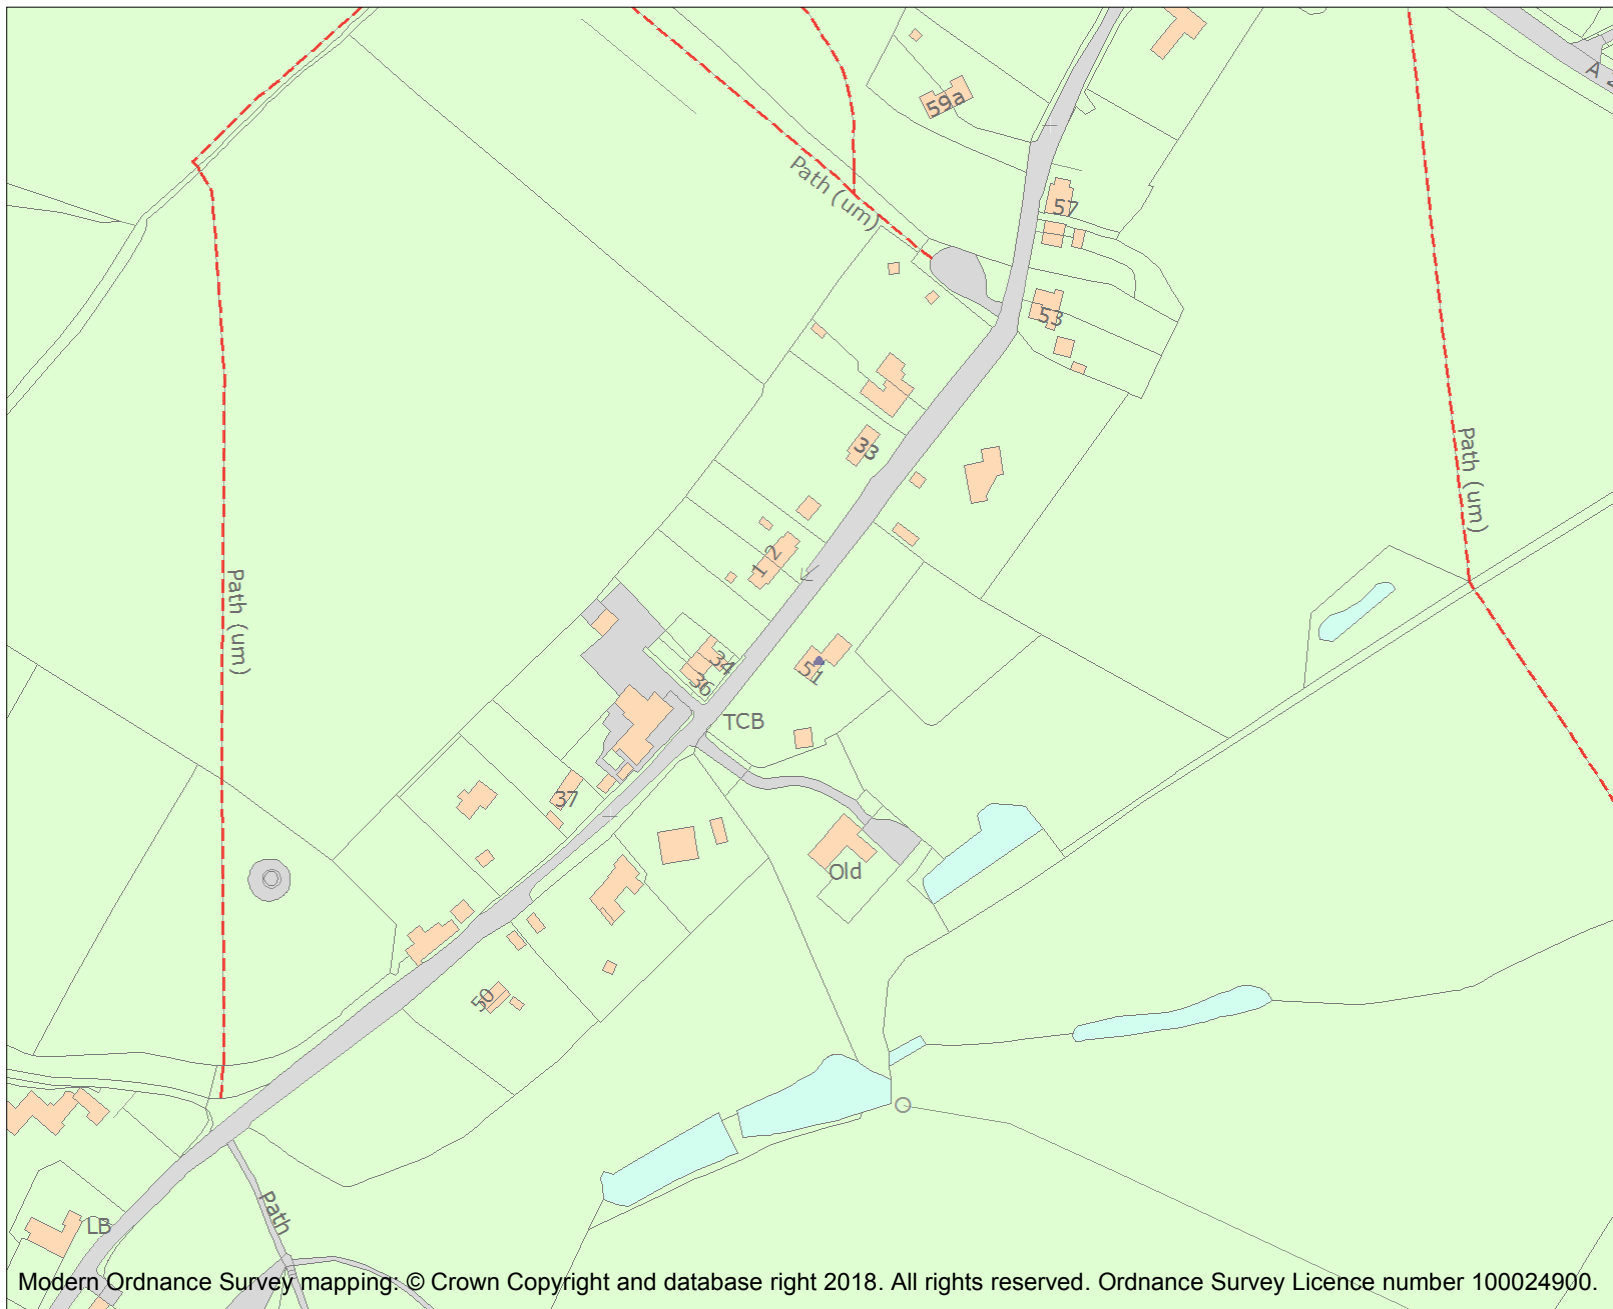 A 2
59a
Path (um)
57
53
33
Path (um)
1 2
Path (um)
34
51
36
TCB
37
Old
50
Path
LB
Modern Ordnance Survey mapping: © Crown Copyright and database right 2018. All rights reserved. Ordnance Survey Licence number 100024900.